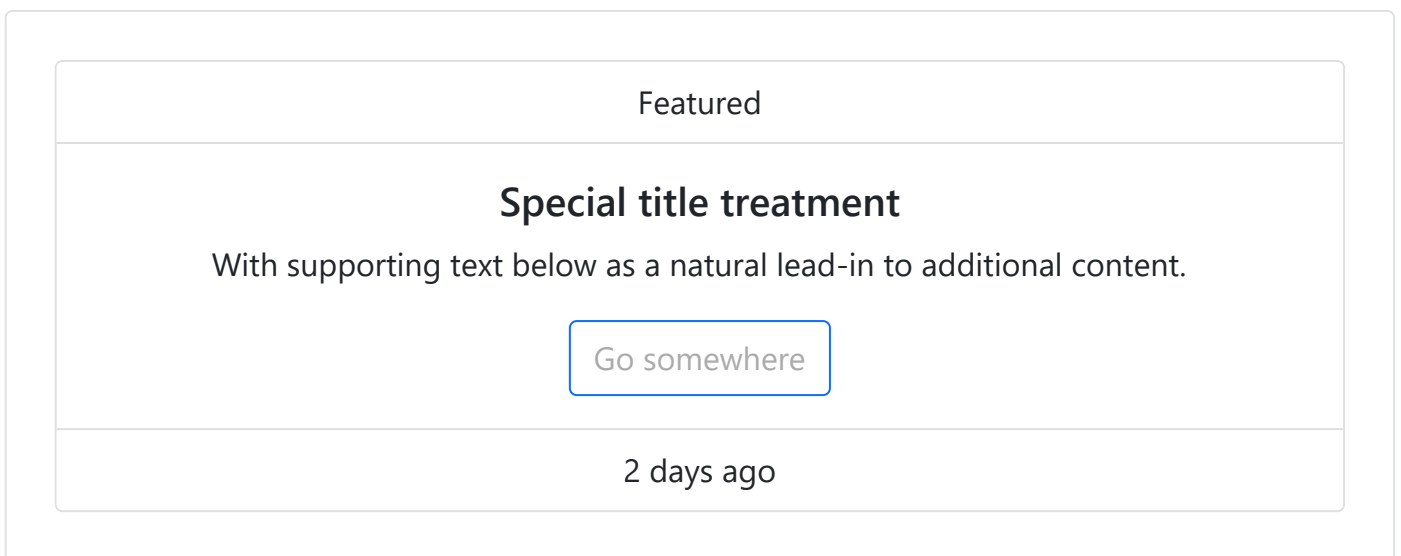 Featured
Special title treatment
With supporting text below as a natural lead-in to additional content.
Go somewhere
2 days ago